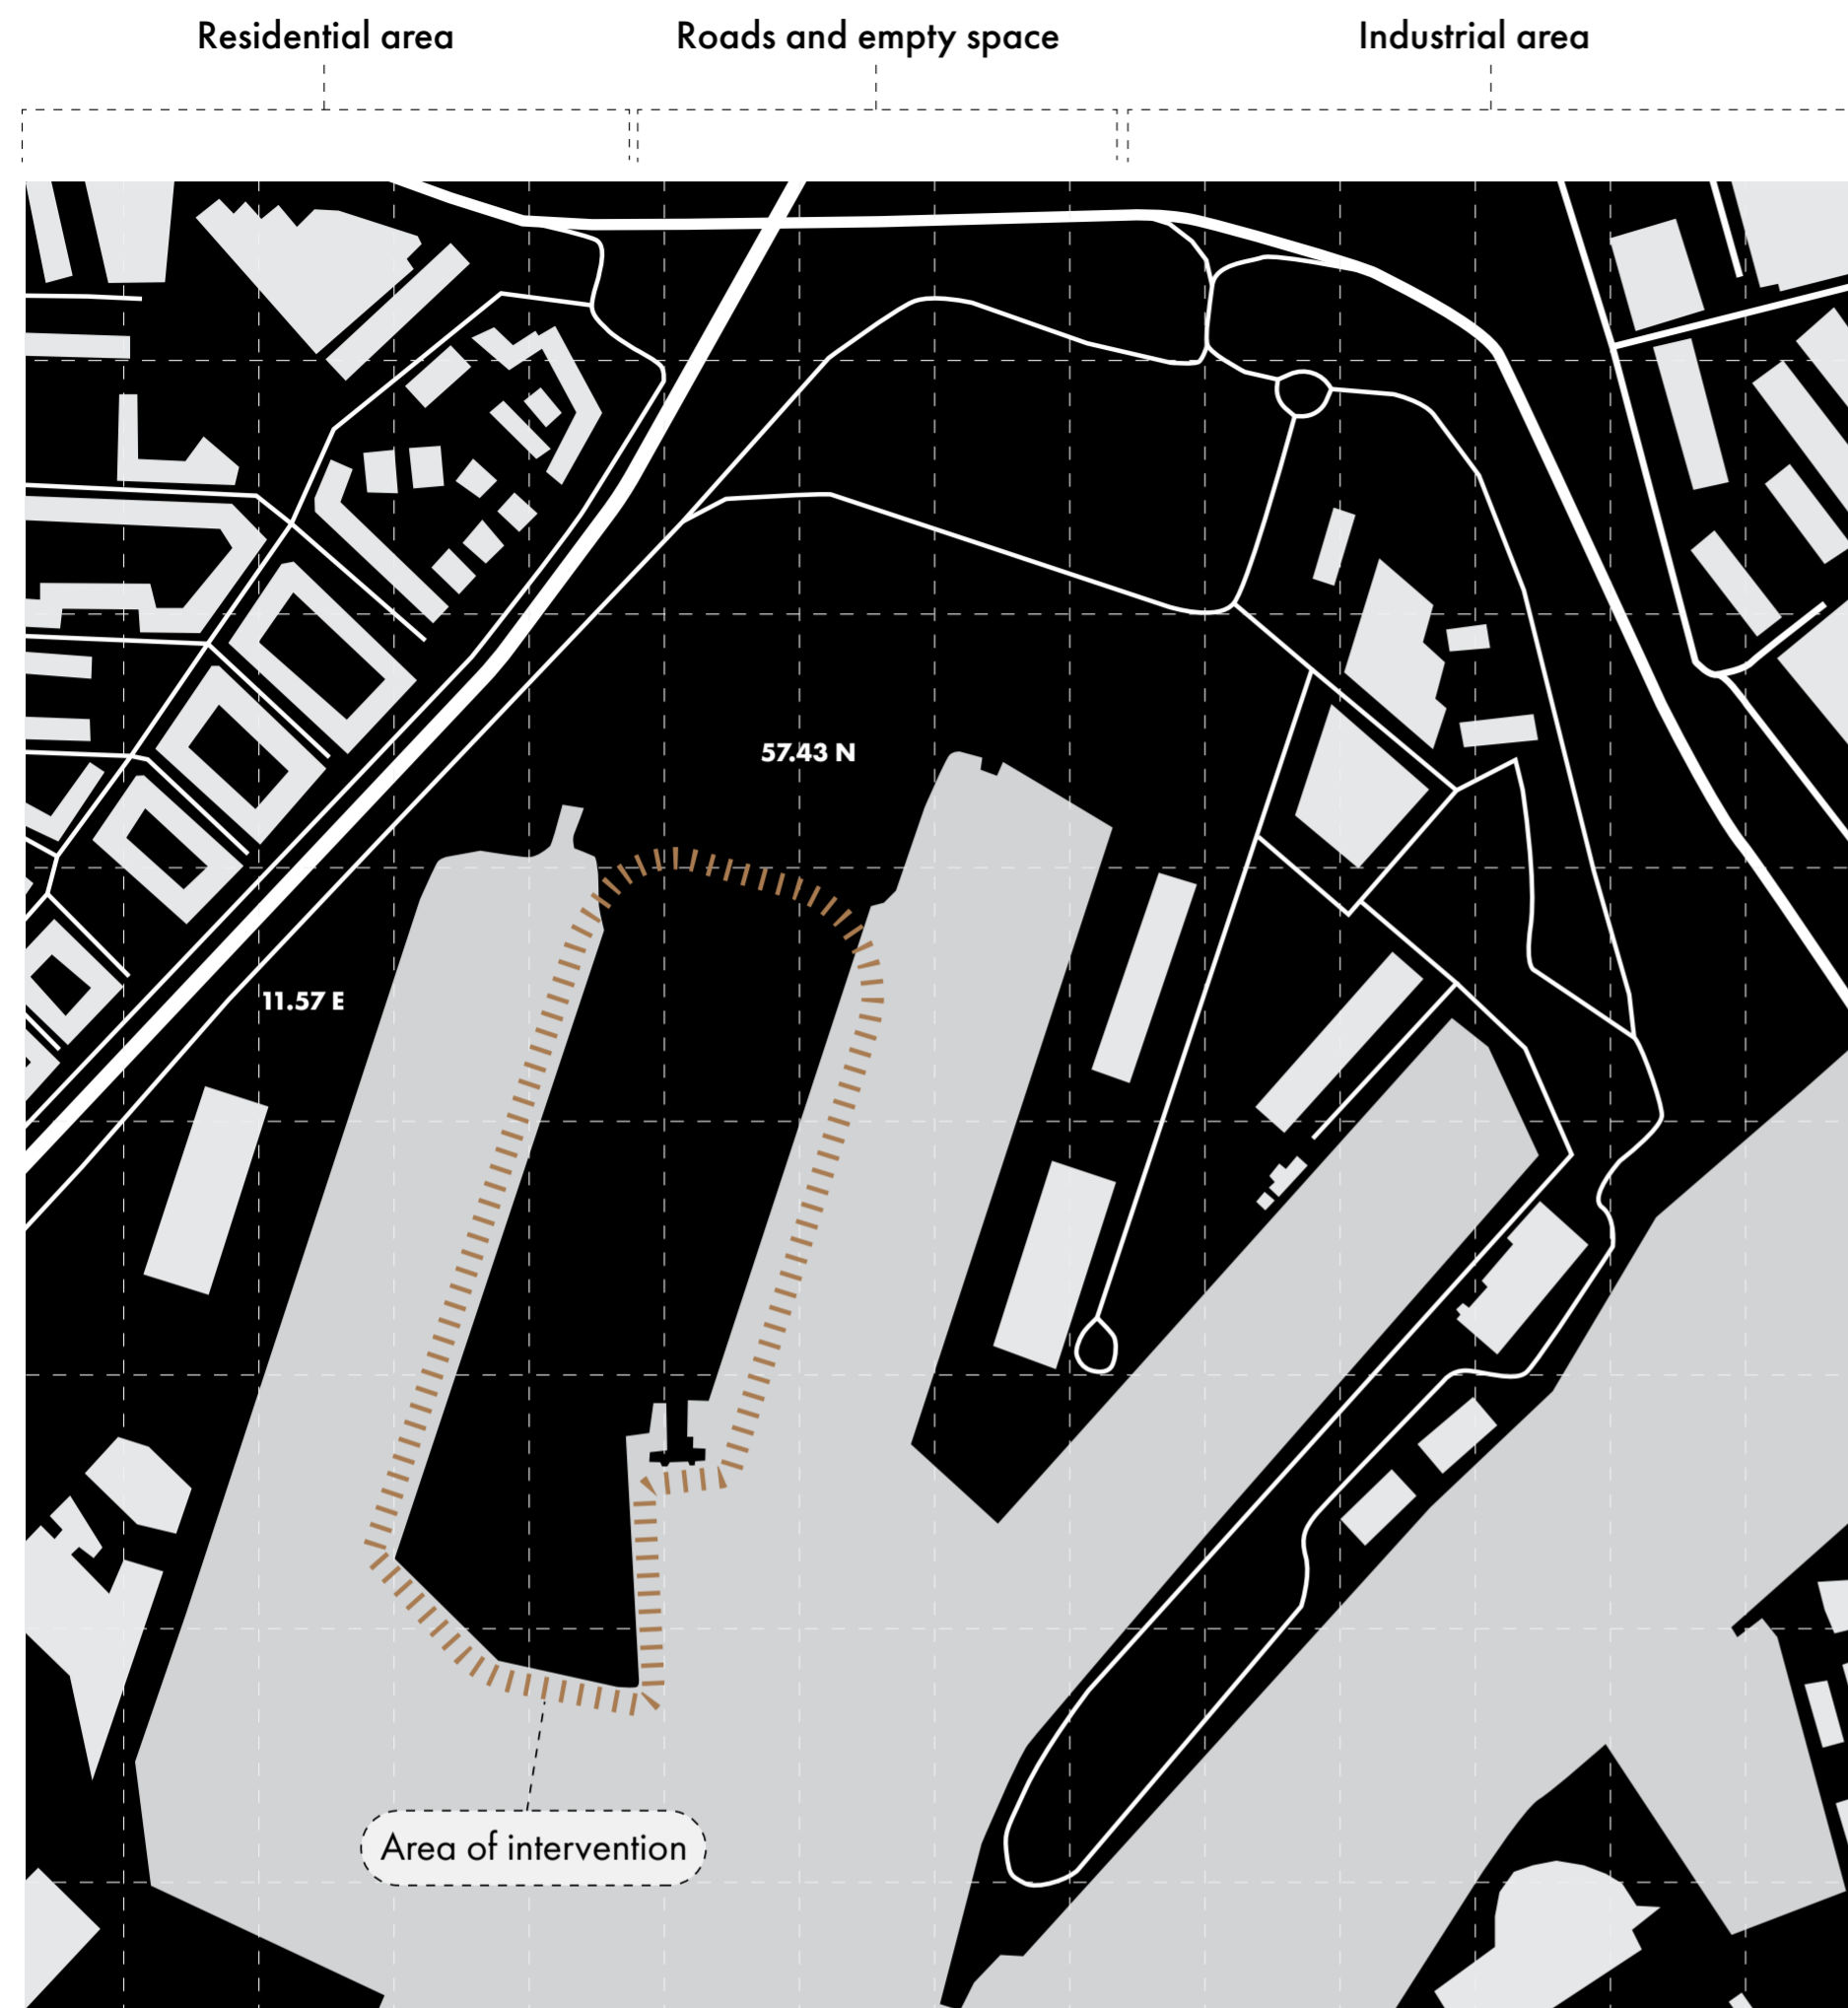 Residential area
Roads and empty space
Industrial area
57.43 N
11.57 E
Area of intervention